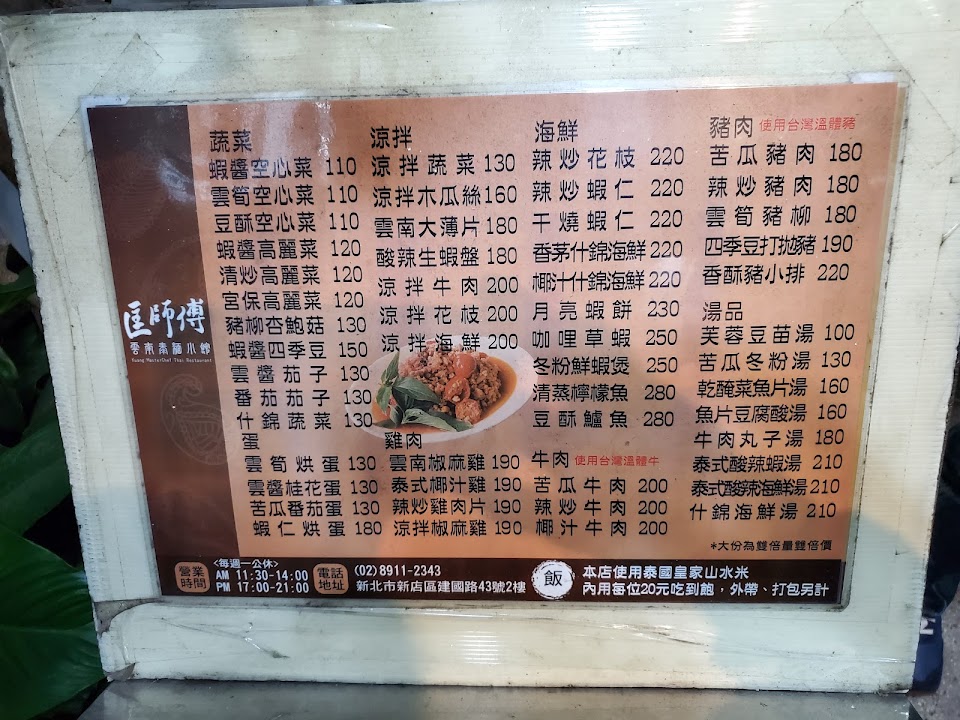 匡師傅
雲南泰緬小館
Kuang MasterChef Thai Restaurant
蔬菜
蝦醬空心菜 110
雲筍空心菜 110
豆酥空心菜 110
蝦醬高麗菜 120
清炒高麗菜 120
宮保高麗菜 120
豬柳杏鮑菇 130
蝦醬四季豆 150
雲醬茄子 130
番茄茄子 130
什錦蔬菜 130
蛋
雲筍烘蛋 130
雲醬桂花蛋 130
苦瓜番茄蛋 130
蝦仁烘蛋 180
涼拌
涼拌蔬菜 130
涼拌木瓜絲 160
雲南大薄片 180
酸辣生蝦盤 180
涼拌牛肉 200
涼拌花枝 200
涼拌海鮮 200
雞肉
雲南椒麻雞 190
泰式椰汁雞 190
辣炒雞肉片 190
涼拌椒麻雞 190
海鮮
辣炒花枝 220
辣炒蝦仁 220
干燒蝦仁 220
香茅什錦海鮮 220
椰汁什錦海鮮 220
月亮蝦餅 230
咖哩草蝦 250
冬粉鮮蝦煲 250
清蒸檸檬魚 280
豆酥鱸魚 280
牛肉 使用台灣溫體牛
苦瓜牛肉 200
辣炒牛肉 200
椰汁牛肉 200
豬肉 使用台灣溫體豬
苦瓜豬肉 180
辣炒豬肉 180
雲筍豬柳 180
四季豆打拋豬 190
香酥豬小排 220
湯品
芙蓉豆苗湯 100
苦瓜冬粉湯 130
乾醃菜魚片湯 160
魚片豆腐酸湯 160
牛肉丸子湯 180
泰式酸辣蝦湯 210
泰式酸辣海鮮湯 210
什錦海鮮湯 210
*大份為雙倍量雙倍價
營業時間
<每週一公休>
AM 11:30-14:00
PM 17:00-21:00
電話 (02) 8911-2343
地址 新北市新店區建國路43號2樓
飯
本店使用泰國皇家山水米
內用每位20元吃到飽，外帶、打包另計